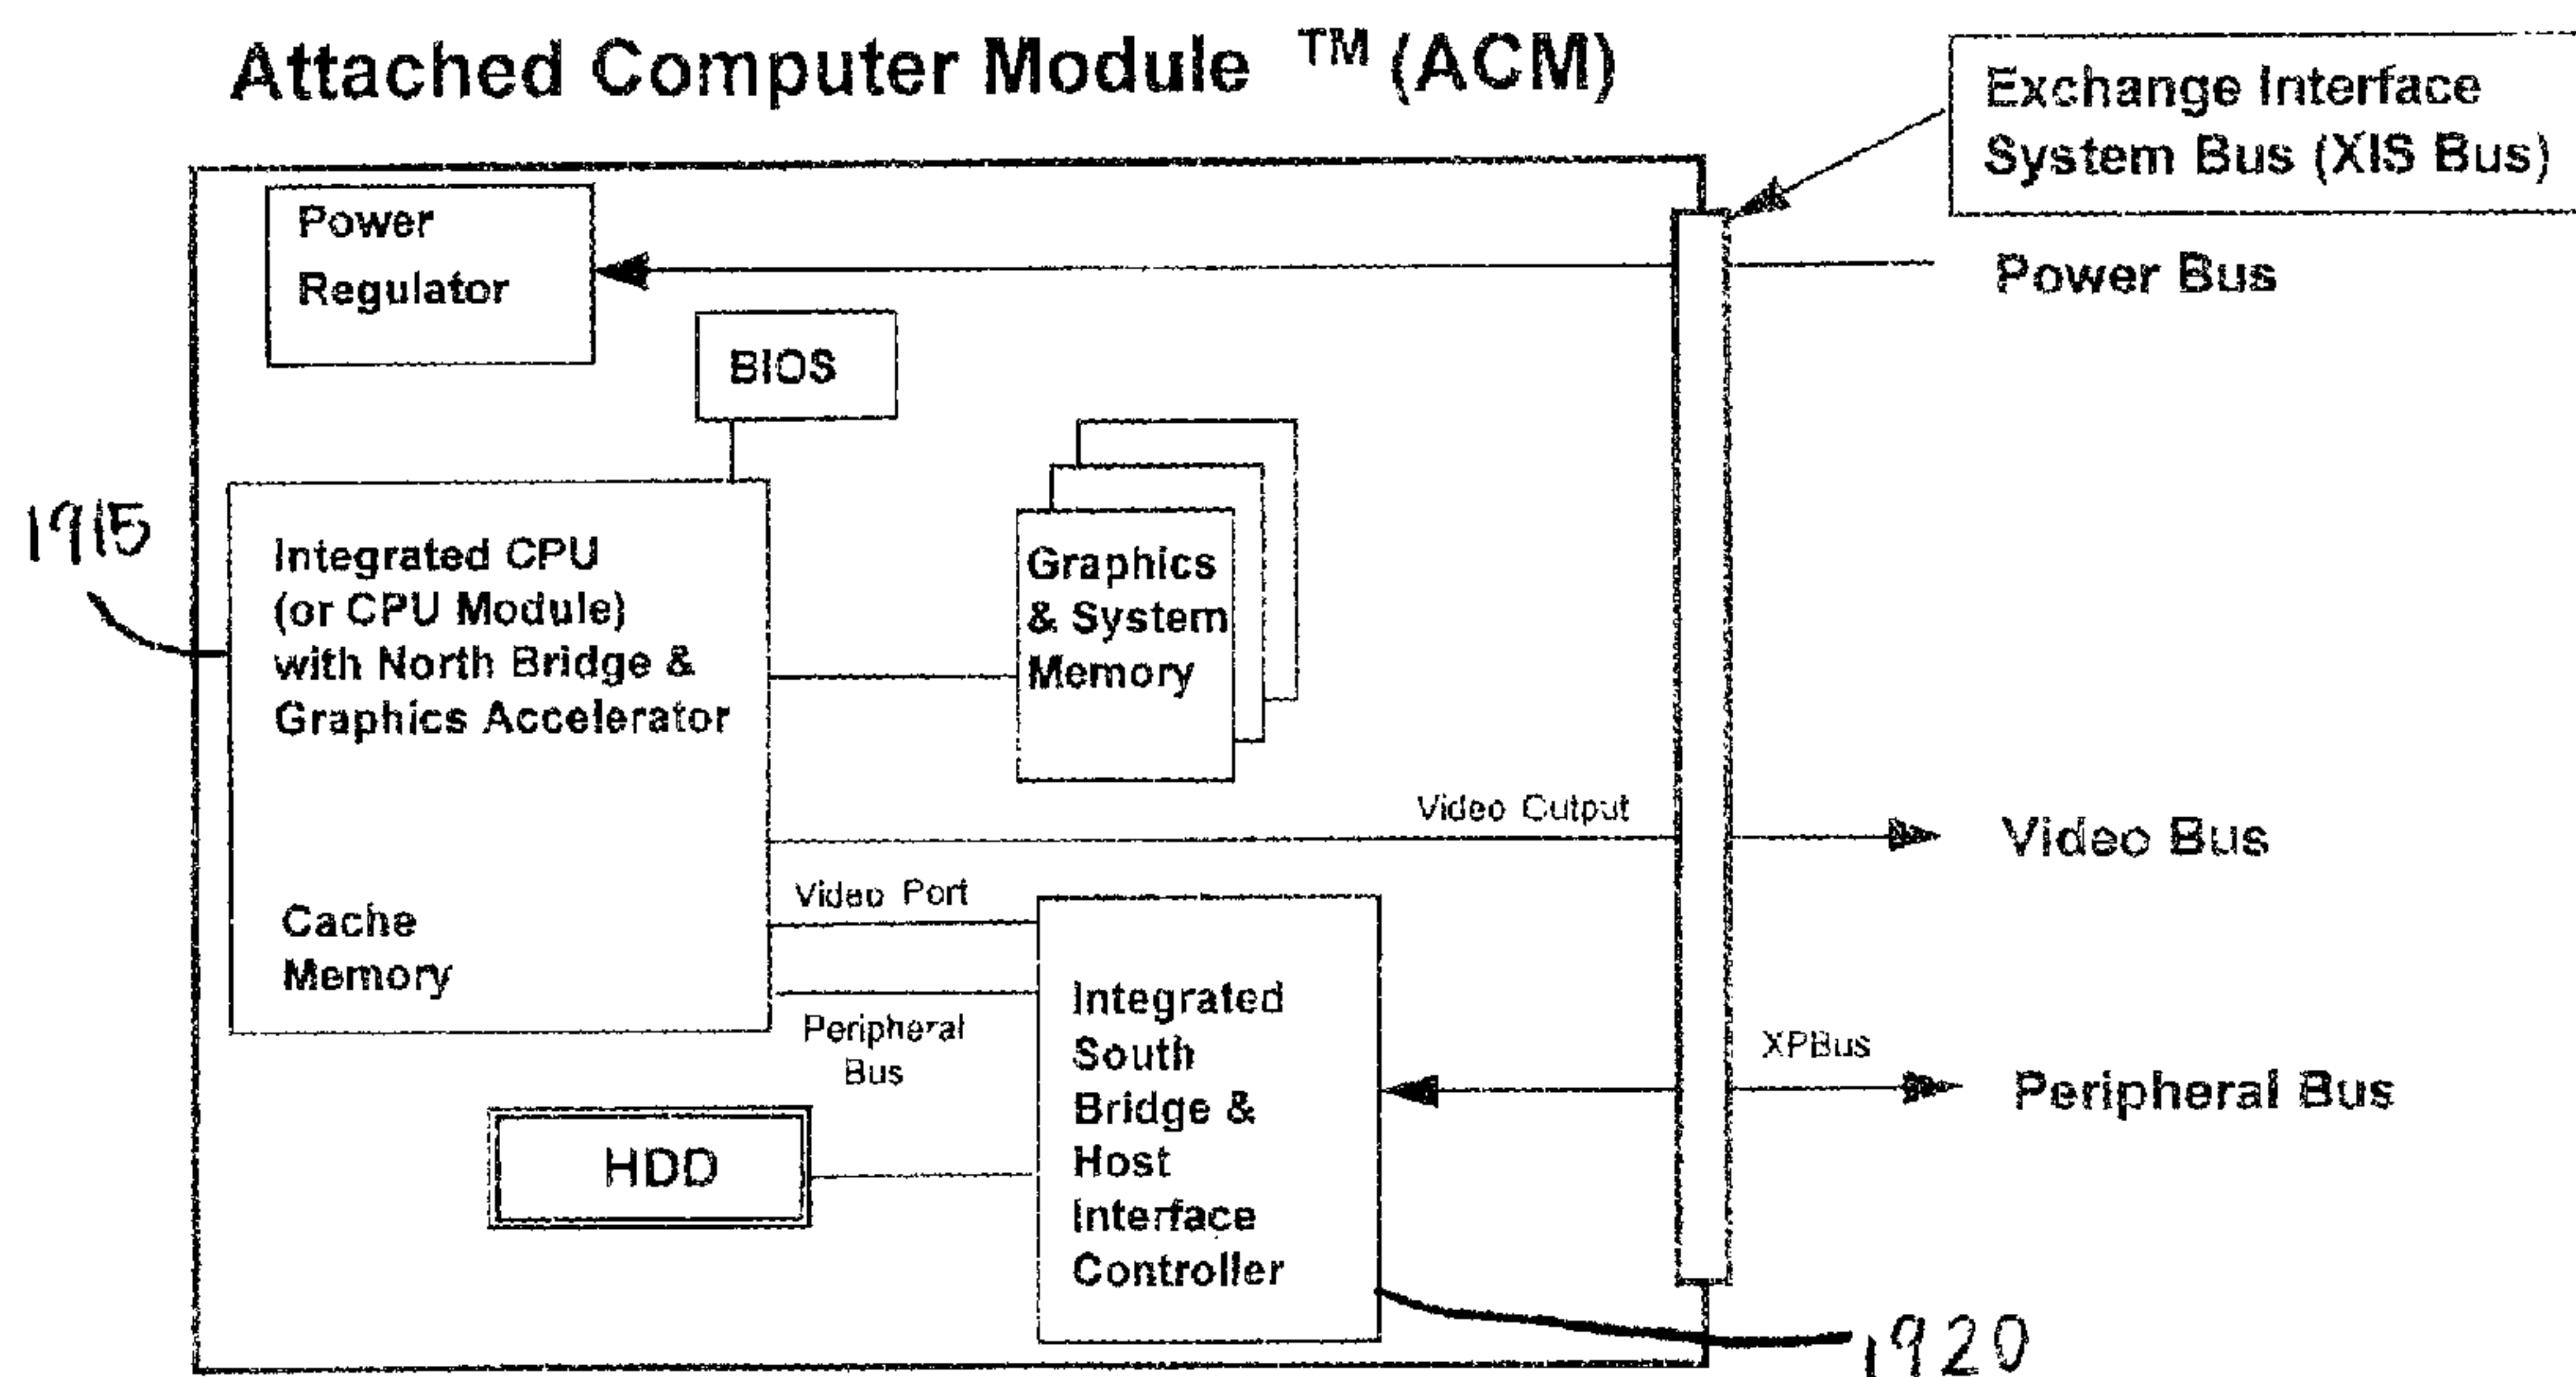 Attached Computer Module ™ (ACM)
Exchange Interface
System Bus (XIS Bus)
Power
Regulator
Power Bus
BIOS
1915
Integrated CPU
(or CPU Module)
with North Bridge &
Graphics Accelerator
Graphics
& System
Memory
Video Output
Video Bus
Cache
Memory
Video Port
Peripheral
Bus
Integrated
South
Bridge &
Host
Interface
Controller
XPBus
Peripheral Bus
HDD
1920